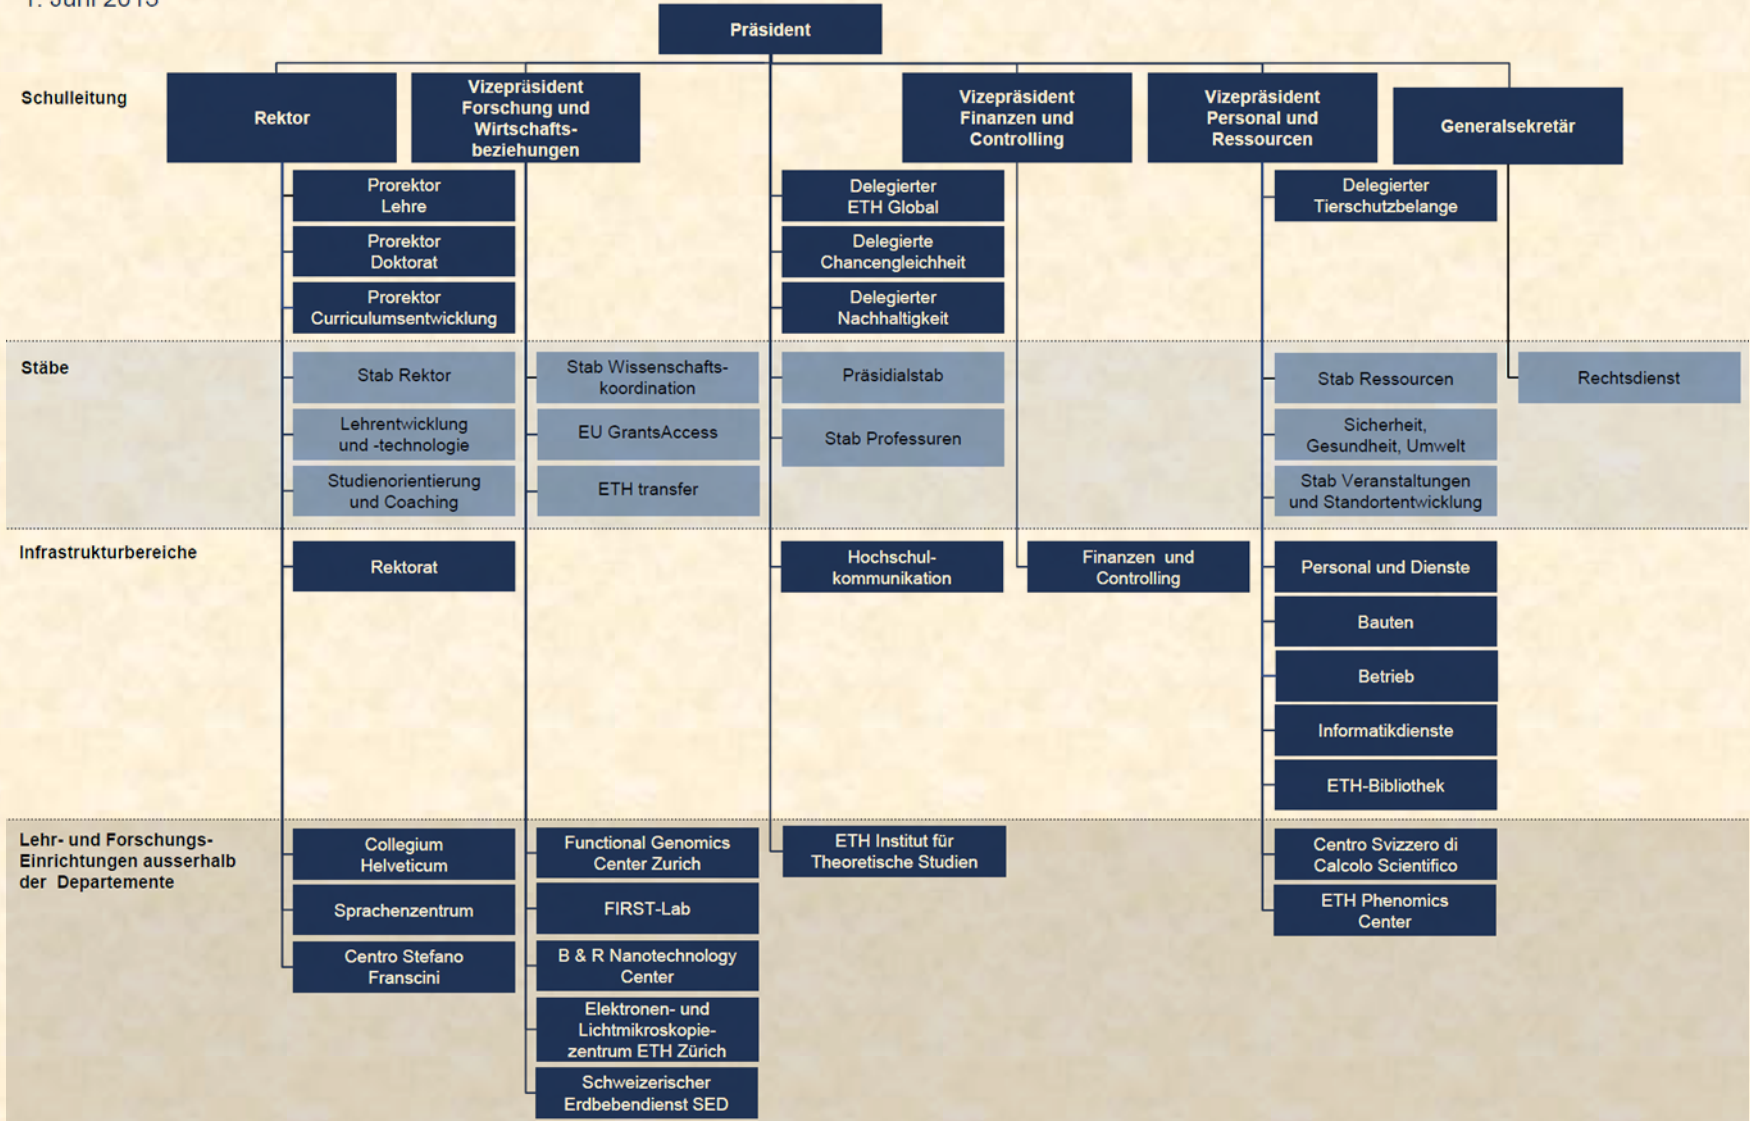 1. Juni 2013
Präsident
Schulleitung
Rektor
Vizepräsident
Forschung und
Wirtschafts-
beziehungen
Vizepräsident
Finanzen und
Controlling
Vizepräsident
Personal und
Ressourcen
Generalsekretär
Prorektor
Lehre
Prorektor
Doktorat
Prorektor
Curriculumsentwicklung
Delegierter
ETH Global
Delegierte
Chancengleichheit
Delegierter
Nachhaltigkeit
Delegierter
Tierschutzbelange
Stäbe
Stab Rektor
Lehrentwicklung
und -technologie
Studienorientierung
und Coaching
Stab Wissenschafts-
koordination
EU GrantsAccess
ETH transfer
Präsidialstab
Stab Professuren
Stab Ressourcen
Sicherheit,
Gesundheit, Umwelt
Stab Veranstaltungen
und Standortentwicklung
Rechtsdienst
Infrastrukturbereiche
Rektorat
Hochschul-
kommunikation
Finanzen und
Controlling
Personal und Dienste
Bauten
Betrieb
Informatikdienste
ETH-Bibliothek
Lehr- und Forschungs-
Einrichtungen ausserhalb
der Departemente
Collegium
Helveticum
Sprachenzentrum
Centro Stefano
Franscini
Functional Genomics
Center Zurich
FIRST-Lab
B & R Nanotechnology
Center
Elektronen- und
Lichtmikroskopie-
zentrum ETH Zürich
Schweizerischer
Erdbebendienst SED
ETH Institut für
Theoretische Studien
Centro Svizzero di
Calcolo Scientifico
ETH Phenomics
Center